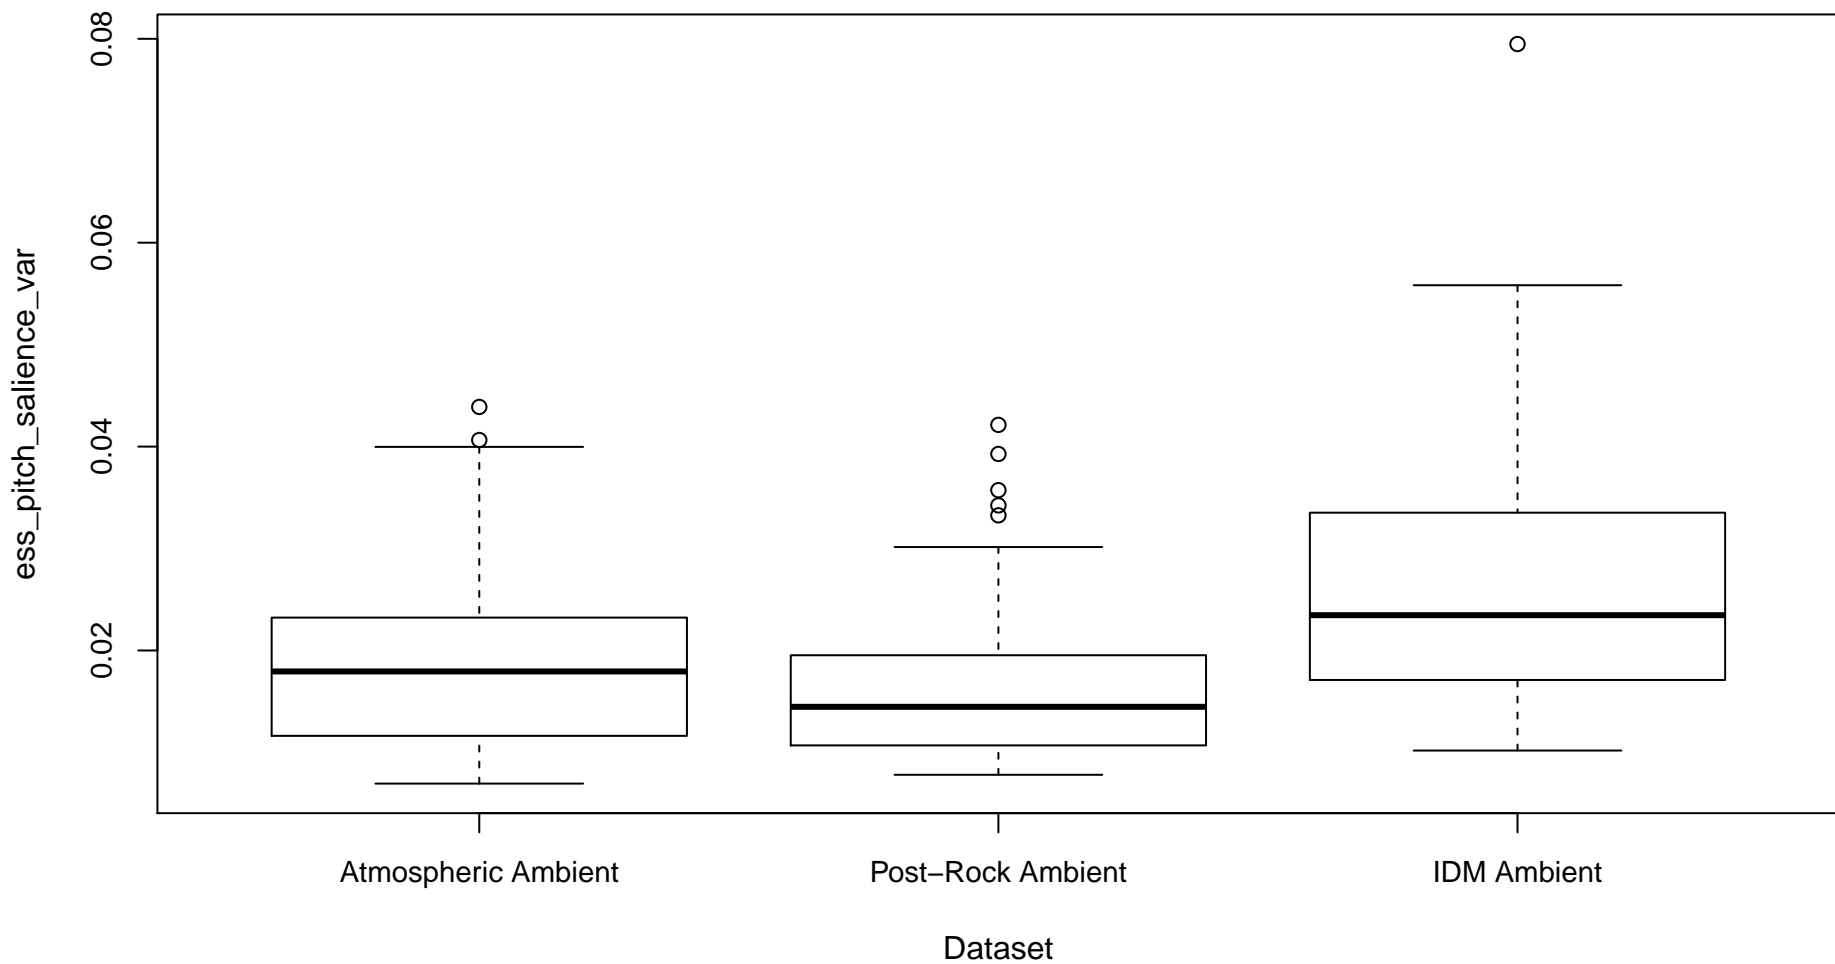 0.08
0.06
0.04
0.02
ess_pitch_salience_var
Atmospheric Ambient
Post−Rock Ambient
IDM Ambient
Dataset